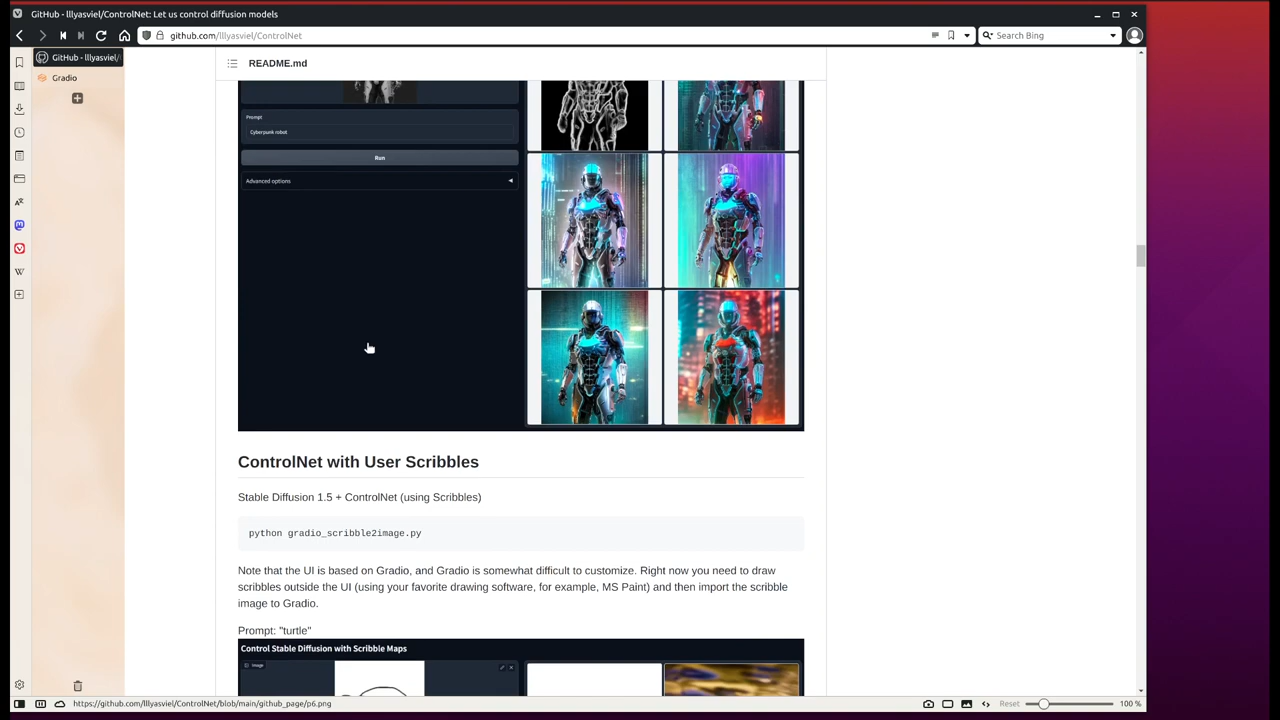 GitHub - lllyasviel/ControlNet: Let us control diffusion models
github.com/lllyasviel/ControlNet
Search Bing
GitHub - lllyasviel/
Gradio
README.md
Prompt
Cyberpunk robot
Run
Advanced options
ControlNet with User Scribbles
Stable Diffusion 1.5 + ControlNet (using Scribbles)
python gradio_scribble2image.py
Note that the UI is based on Gradio, and Gradio is somewhat difficult to customize. Right now you need to draw
scribbles outside the UI (using your favorite drawing software, for example, MS Paint) and then import the scribble
image to Gradio.
Prompt: "turtle"
Control Stable Diffusion with Scribble Maps
Image
https://github.com/lllyasviel/ControlNet/blob/main/github_page/p6.png
Reset
100 %